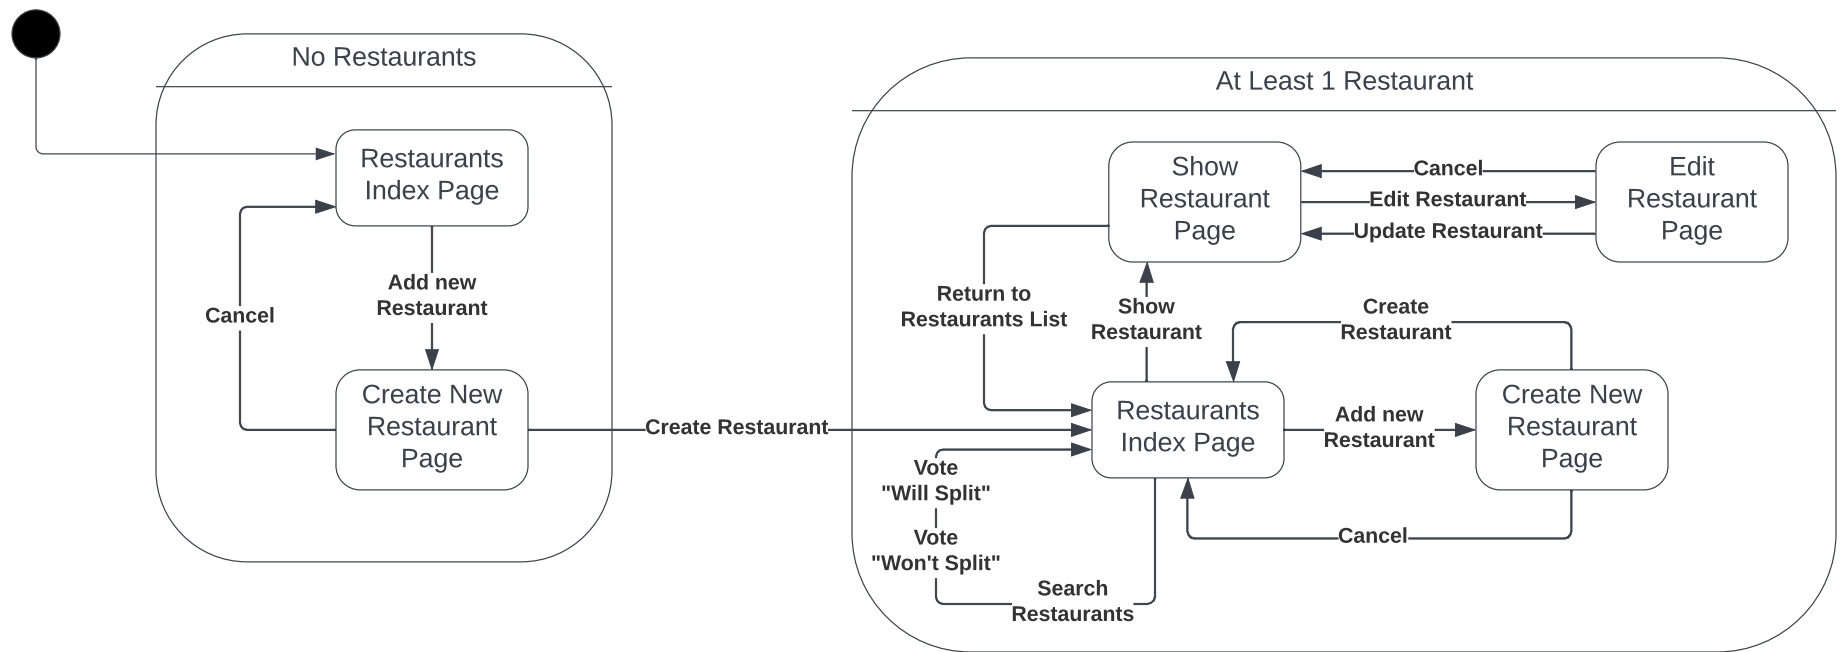 No Restaurants
Restaurants
Index Page
Add new
Restaurant
Cancel
Create New
Restaurant
Page
Create Restaurant
At Least 1 Restaurant
Show
Restaurant
Page
Cancel
Edit Restaurant
Update Restaurant
Edit
Restaurant
Page
Return to
Restaurants List
Show
Restaurant
Create
Restaurant
Restaurants
Index Page
Add new
Restaurant
Create New
Restaurant
Page
Vote
"Will Split"
Vote
"Won't Split"
Search
Restaurants
Cancel